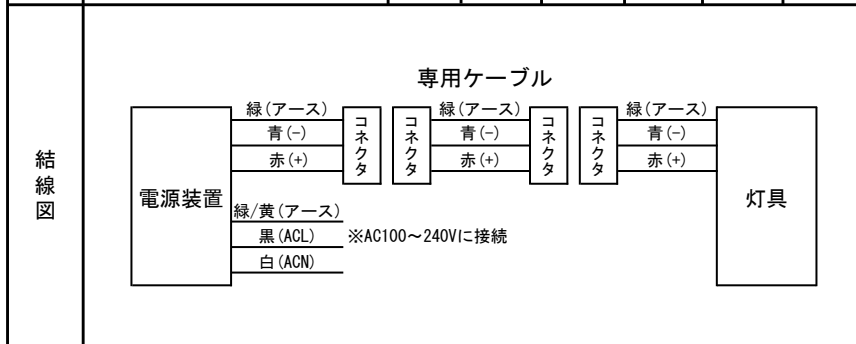 結線図
専用ケーブル
緑(アース)
青(-)
赤(+)
コネクタ
コネクタ
緑(アース)
青(-)
赤(+)
コネクタ
コネクタ
緑(アース)
青(-)
赤(+)
電源装置
灯具
緑/黄(アース)
黒(ACL) ※AC100～240Vに接続
白(ACN)